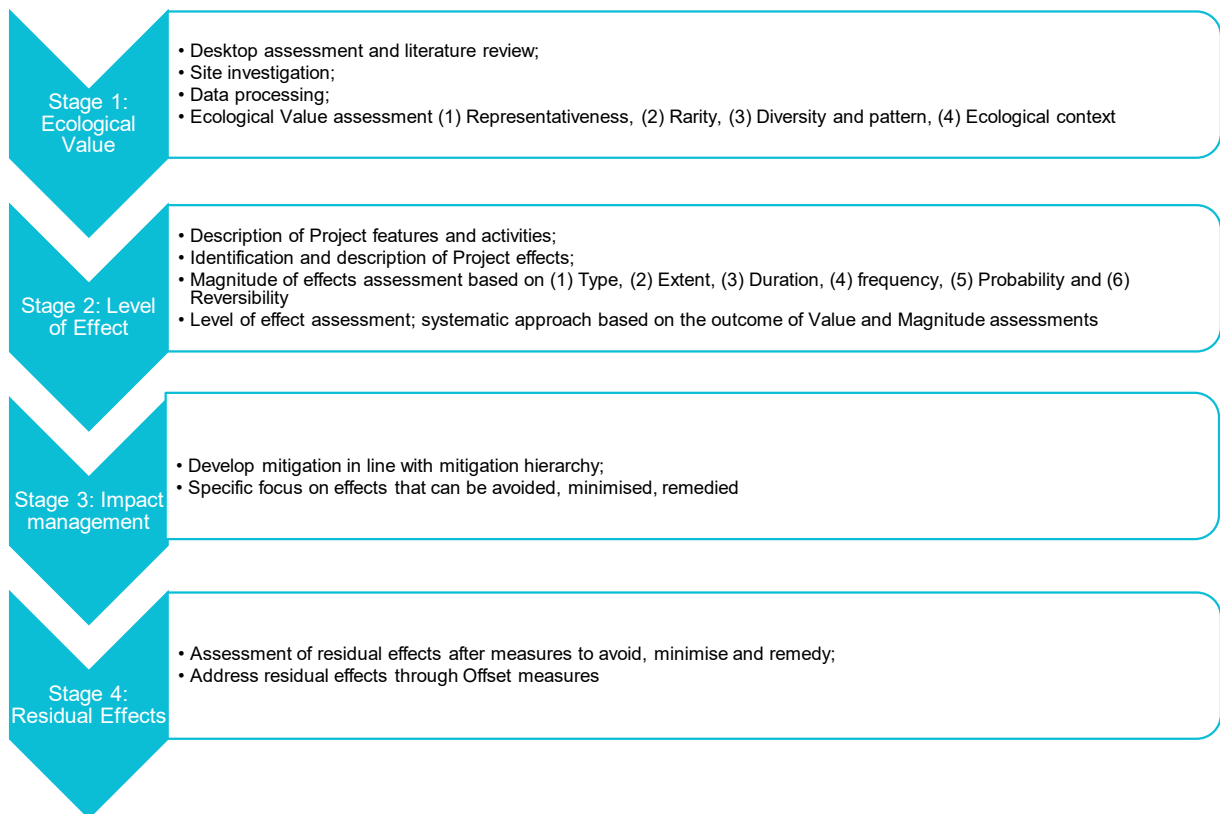 Stage 1:
Ecological
Value
• Desktop assessment and literature review;
• Site investigation;
• Data processing;
• Ecological Value assessment (1) Representativeness, (2) Rarity, (3) Diversity and pattern, (4) Ecological context
Stage 2: Level
of Effect
• Description of Project features and activities;
• Identification and description of Project effects;
• Magnitude of effects assessment based on (1) Type, (2) Extent, (3) Duration, (4) frequency, (5) Probability and (6)
Reversibility
• Level of effect assessment; systematic approach based on the outcome of Value and Magnitude assessments
Stage 3: Impact
management
• Develop mitigation in line with mitigation hierarchy;
• Specific focus on effects that can be avoided, minimised, remedied
Stage 4:
Residual Effects
• Assessment of residual effects after measures to avoid, minimise and remedy;
• Address residual effects through Offset measures